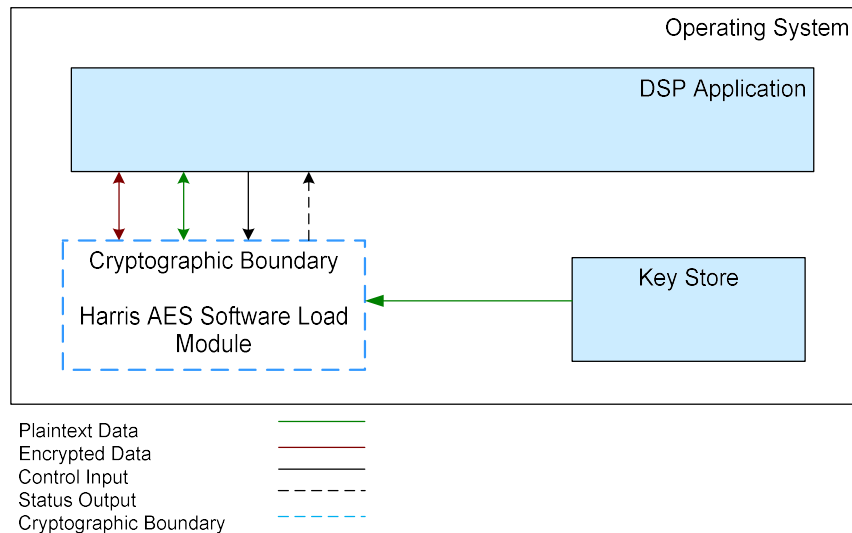 Operating System
DSP Application
Cryptographic Boundary
Harris AES Software Load
Module
Key Store
Plaintext Data
Encrypted Data
Control Input
Status Output
Cryptographic Boundary